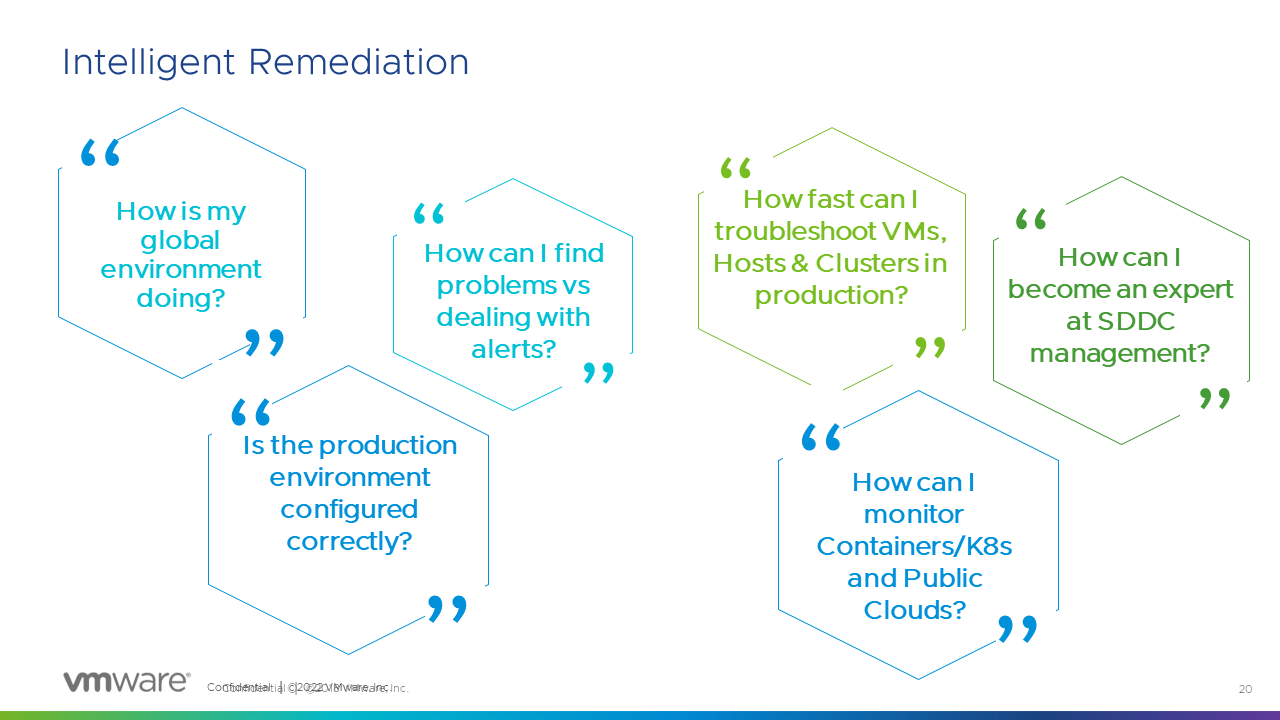 Intelligent Remediation
“
How is my
global
environment
doing?
”
“
How can I find
problems vs
dealing with
alerts?
”
“
Is the production
environment
configured
correctly?
”
“
How fast can I
troubleshoot VMs,
Hosts & Clusters in
production?
”
“
How can I
become an expert
at SDDC
management?
”
“
How can I
monitor
Containers/K8s
and Public
Clouds?
”
vmware®
Confidential | ©2022 VMware, Inc.
20